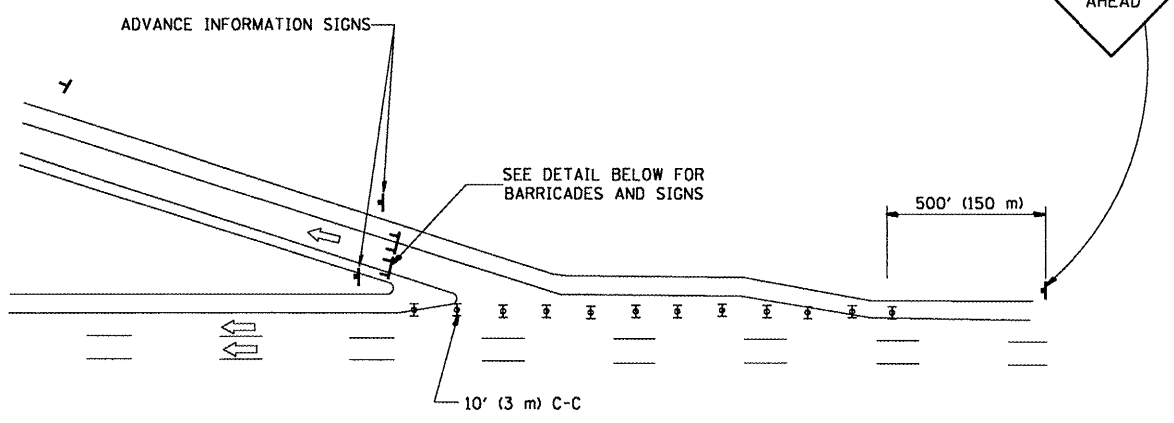 AHEAD
ADVANCE INFORMATION SIGNS
SEE DETAIL BELOW FOR
BARRICADES AND SIGNS
500' (150 m)
10' (3 m) C-C